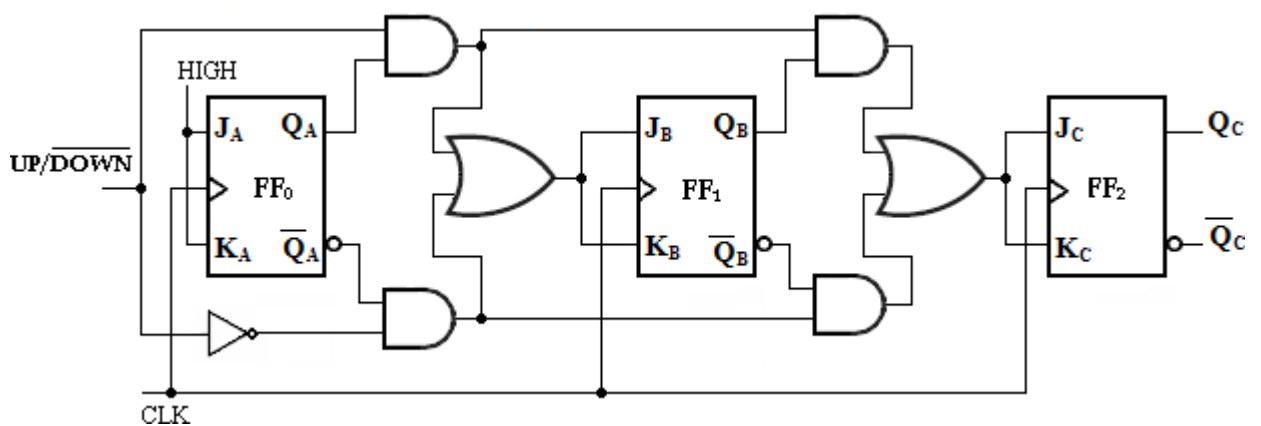 HIGH
UP/DOWN
J_A Q_A
FF_0
K_A Q̅_A
J_B Q_B
FF_1
K_B Q̅_B
J_C Q_C
FF_2
K_C Q̅_C
CLK